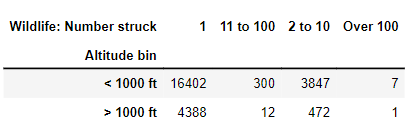 Wildlife: Number struck 1 11 to 100 2 to 10 Over 100
Altitude bin
< 1000 ft 16402 300 3847 7
> 1000 ft 4388 12 472 1